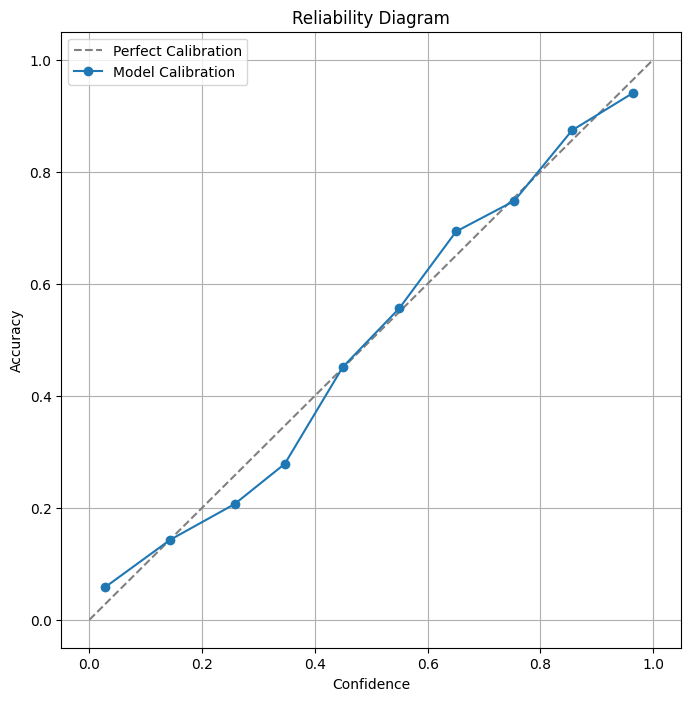 Reliability Diagram
Perfect Calibration
Model Calibration
1.0
0.8
0.6
0.4
0.2
0.0
Accuracy
0.0 0.2 0.4 0.6 0.8 1.0
Confidence